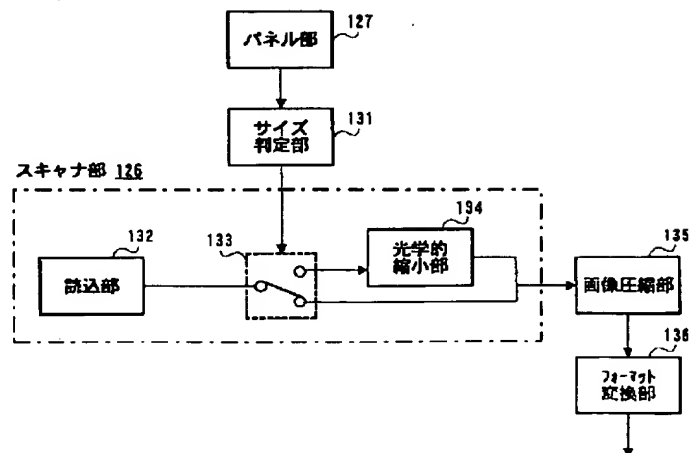 127
パネル部
131
サイズ
判定部
スキャナ部 126
132
133
134
135
読込部
光学的
縮小部
画像圧縮部
136
フォーマット
変換部